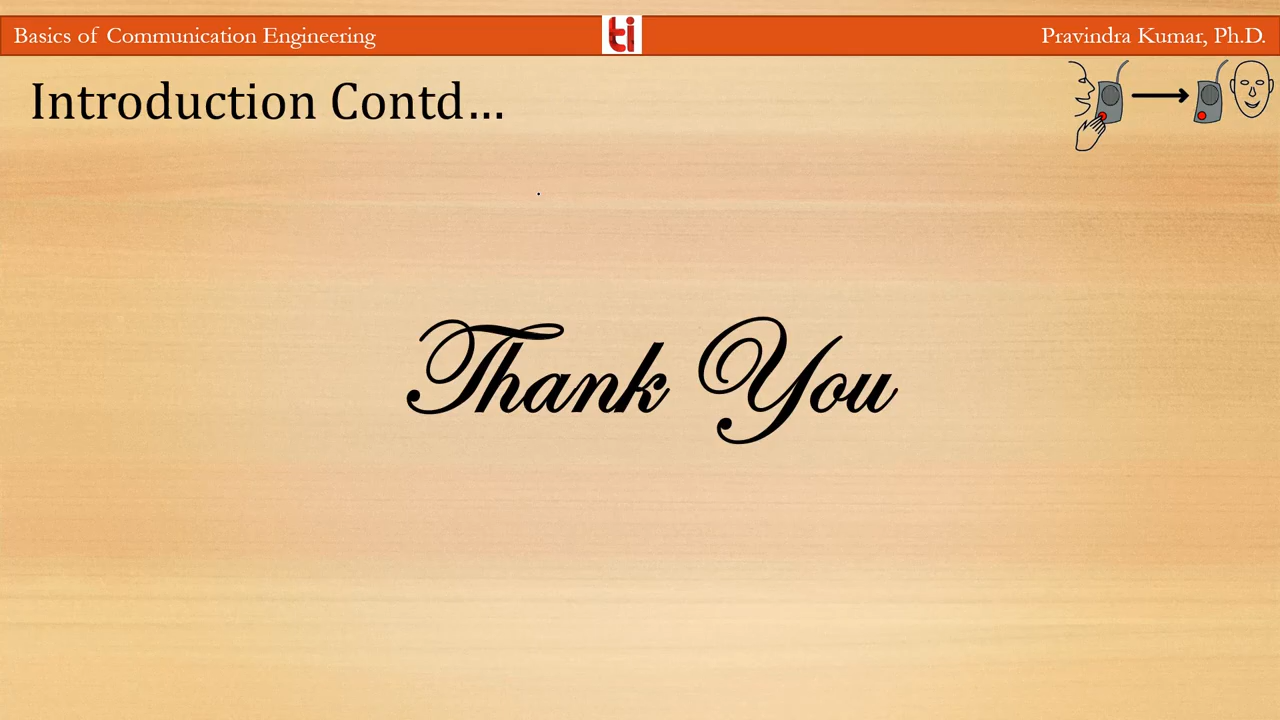 Basics of Communication Engineering
ti
Pravindra Kumar, Ph.D.
Introduction Contd...
Thank You